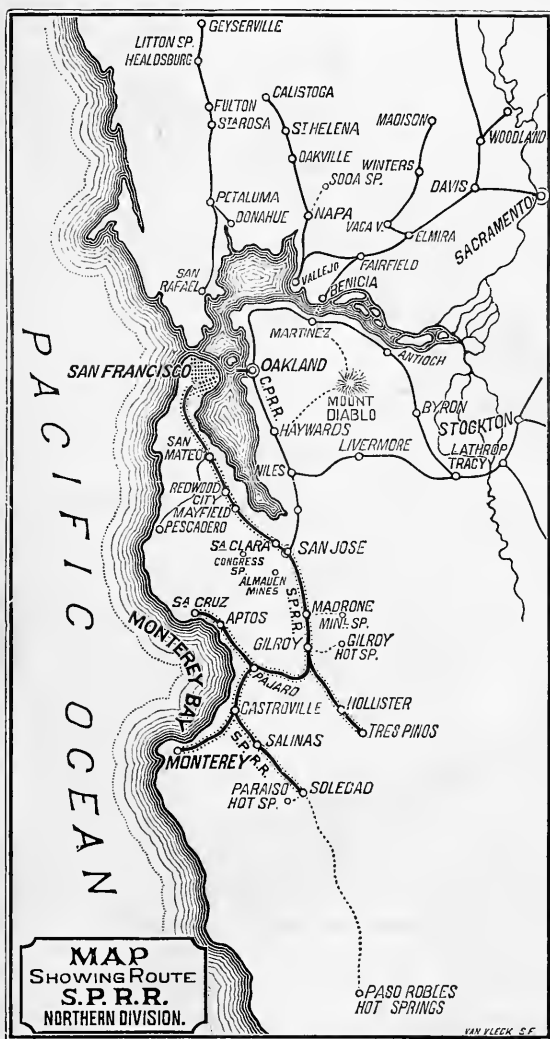 GEYSERVILLE
LITTON SP.
HEALDSBURG
CALISTOGA
FULTON
STA ROSA
ST HELENA
MADISON
WOODLAND
OAKVILLE
WINTERS
SODA SP.
DAVIS
SACRAMENTO
PETALUMA
DONAHUE
NAPA
VACA V.
ELMIRA
SAN
RAFAEL
VALLEJO
FAIRFIELD
BENICIA
MARTINEZ
ANTIOCH
SAN FRANCISCO
OAKLAND
C.P.R.R.
MOUNT
DIABLO
BYRON
STOCKTON
HAYWARDS
LIVERMORE
LATHROP
TRACY
SAN
MATEO
NILES
REDWOOD
CITY
MAYFIELD
PESCADERO
STA CLARA
SAN JOSE
CONGRESS
SP.
ALMADEN
MINES
S.P.R.R.
STA CRUZ
APTOS
MADRONE
MINL SP.
GILROY
GILROY
HOT SP.
MONTEREY BAY
PAJARO
HOLLISTER
CASTROVILLE
TRES PINOS
S.P.R.R.
SALINAS
MONTEREY
PARAISO
HOT SP.
SOLEDAD
PACIFIC OCEAN
PASO ROBLES
HOT SPRINGS
MAP
SHOWING ROUTE
S.P.R.R.
NORTHERN DIVISION.
VAN VLECK S.F.